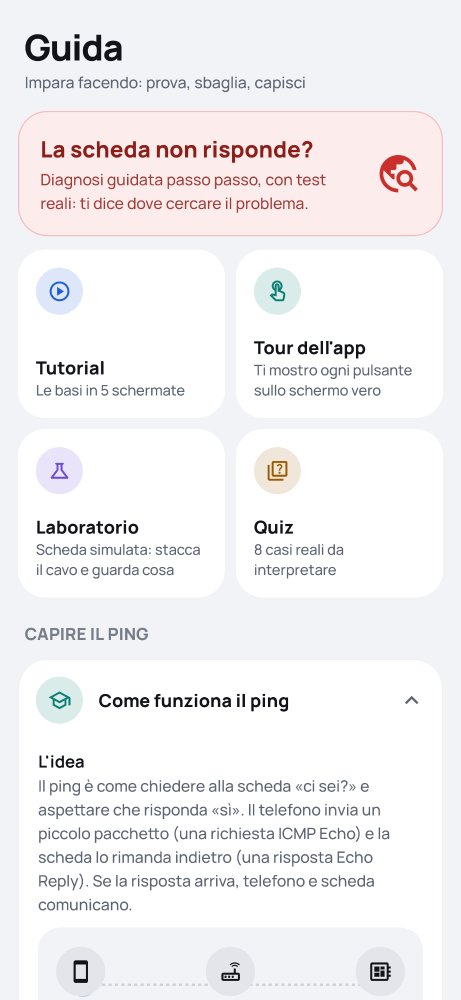 Guida
Impara facendo: prova, sbaglia, capisci
La scheda non risponde?
Diagnosi guidata passo passo, con test
reali: ti dice dove cercare il problema.
Tutorial
Le basi in 5 schermate
Tour dell'app
Ti mostro ogni pulsante
sullo schermo vero
Laboratorio
Scheda simulata: stacca
il cavo e guarda cosa
Quiz
8 casi reali da
interpretare
CAPIRE IL PING
Come funziona il ping
L'idea
Il ping è come chiedere alla scheda «ci sei?» e
aspettare che risponda «sì». Il telefono invia un
piccolo pacchetto (una richiesta ICMP Echo) e la
scheda lo rimanda indietro (una risposta Echo
Reply). Se la risposta arriva, telefono e scheda
comunicano.